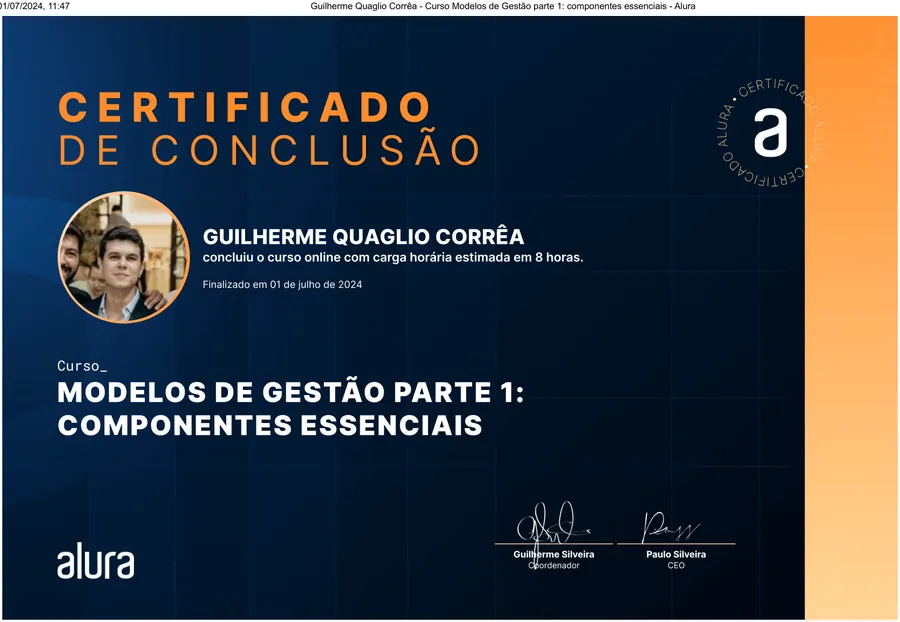 01/07/2024, 11:47
Guilherme Quaglio Corrêa - Curso Modelos de Gestão parte 1: componentes essenciais - Alura
CERTIFICADO
DE CONCLUSÃO
CERTIFICADO ALURA • CERTIFICADO ALURA •
a
GUILHERME QUAGLIO CORRÊA
concluiu o curso online com carga horária estimada em 8 horas.
Finalizado em 01 de julho de 2024
Curso_
MODELOS DE GESTÃO PARTE 1:
COMPONENTES ESSENCIAIS
alura
Guilherme Silveira
Coordenador
Paulo Silveira
CEO